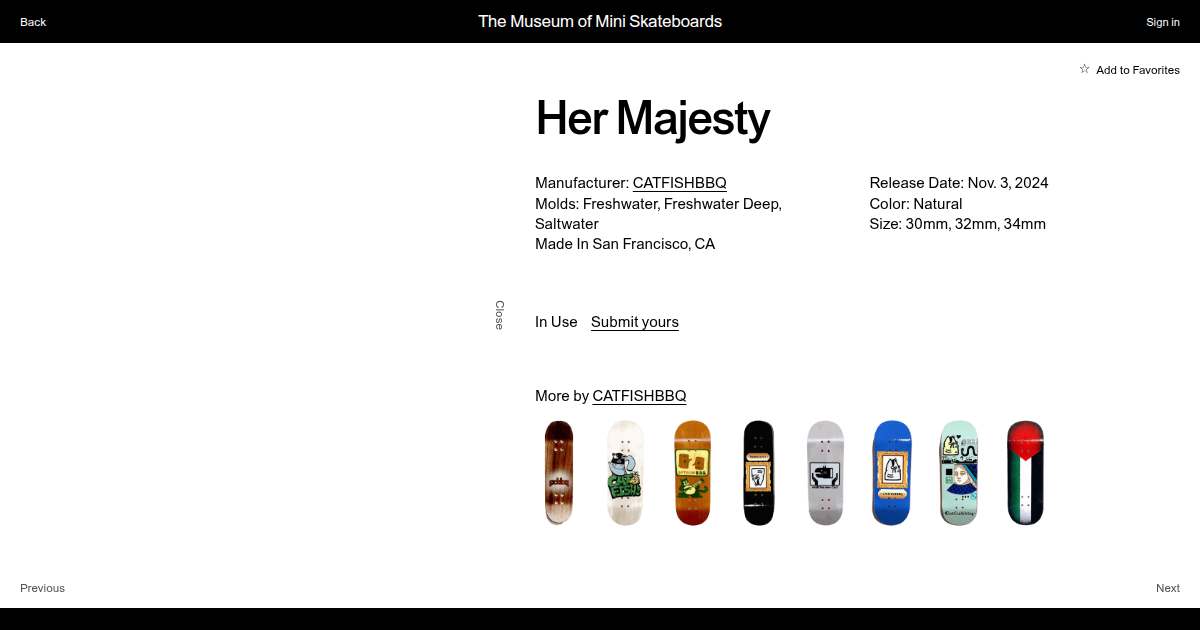 Back
The Museum of Mini Skateboards
Sign in
☆ Add to Favorites
Her Majesty
Manufacturer: CATFISHBBQ
Molds: Freshwater, Freshwater Deep,
Saltwater
Made In San Francisco, CA
Release Date: Nov. 3, 2024
Color: Natural
Size: 30mm, 32mm, 34mm
Close
In Use Submit yours
More by CATFISHBBQ
Previous
Next